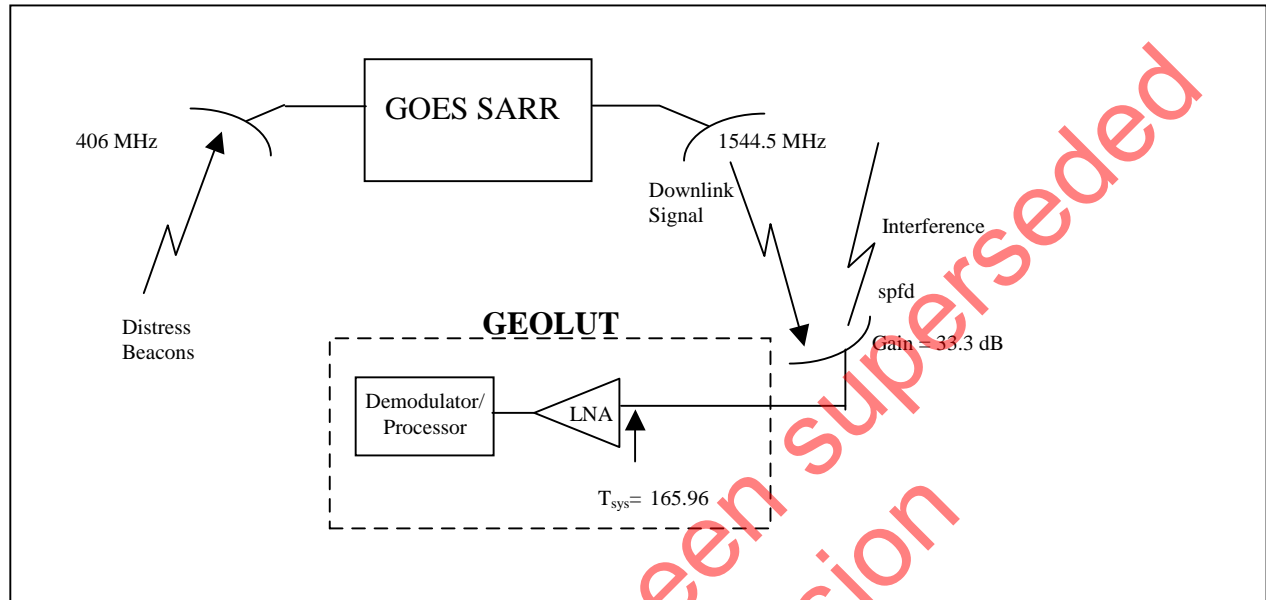 GOES SARR
406 MHz
1544.5 MHz
Downlink
Signal
Interference
spfd
Distress
Beacons
GEOLUT
Gain = 33.3 dB
Demodulator/
Processor
LNA
Tsys= 165.96
een superseded
sion